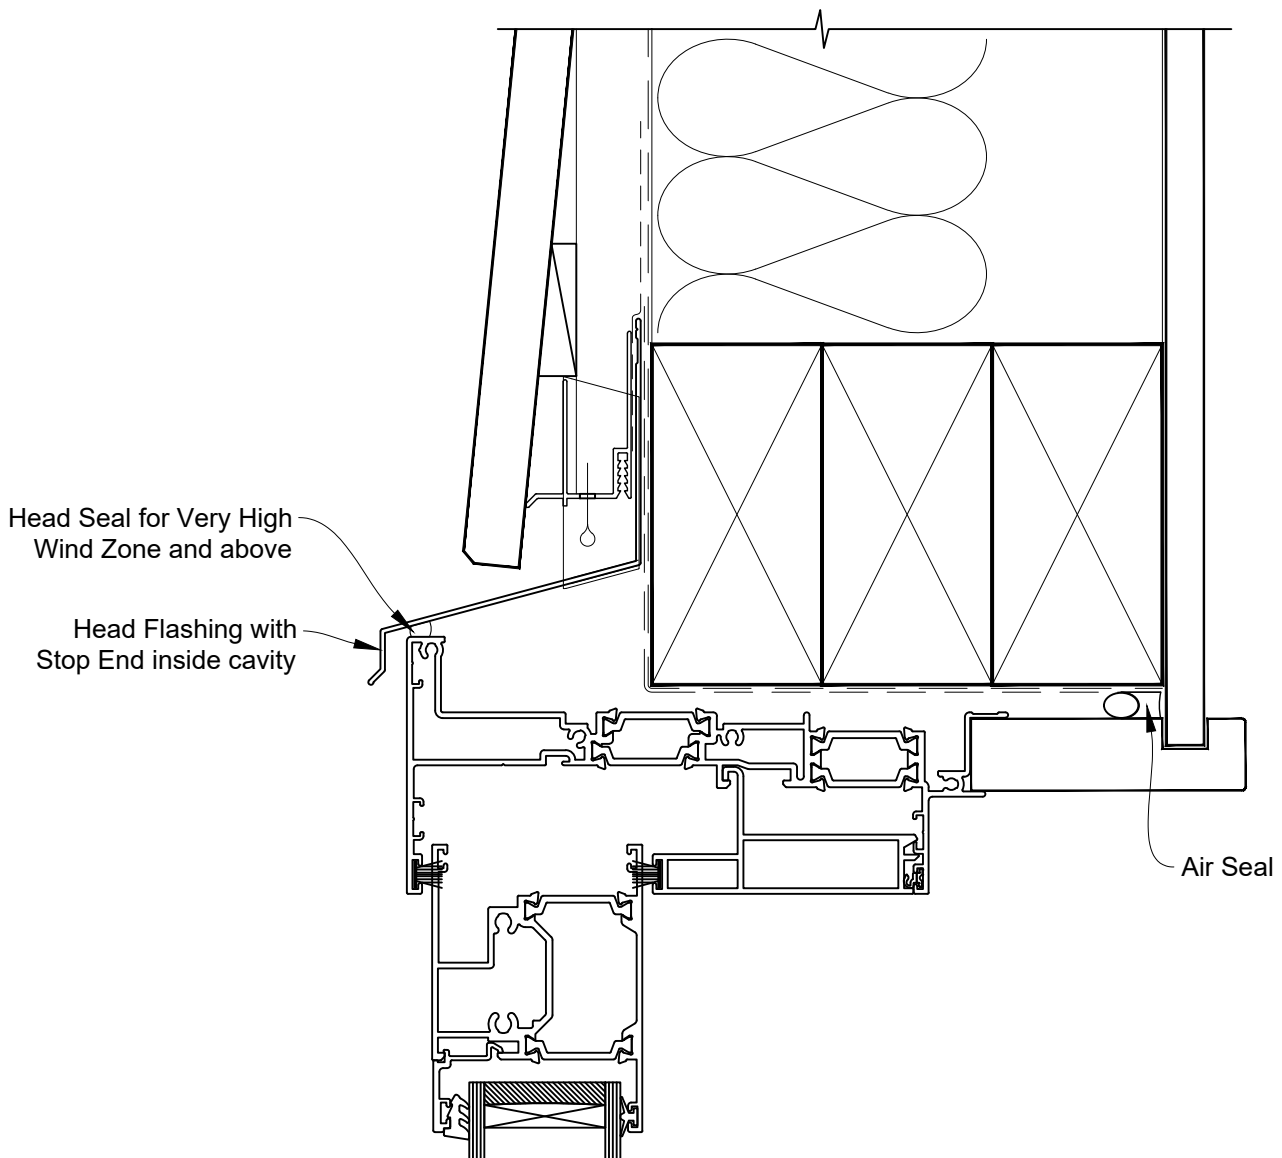 Head Seal for Very High
Wind Zone and above
Head Flashing with
Stop End inside cavity
Air Seal